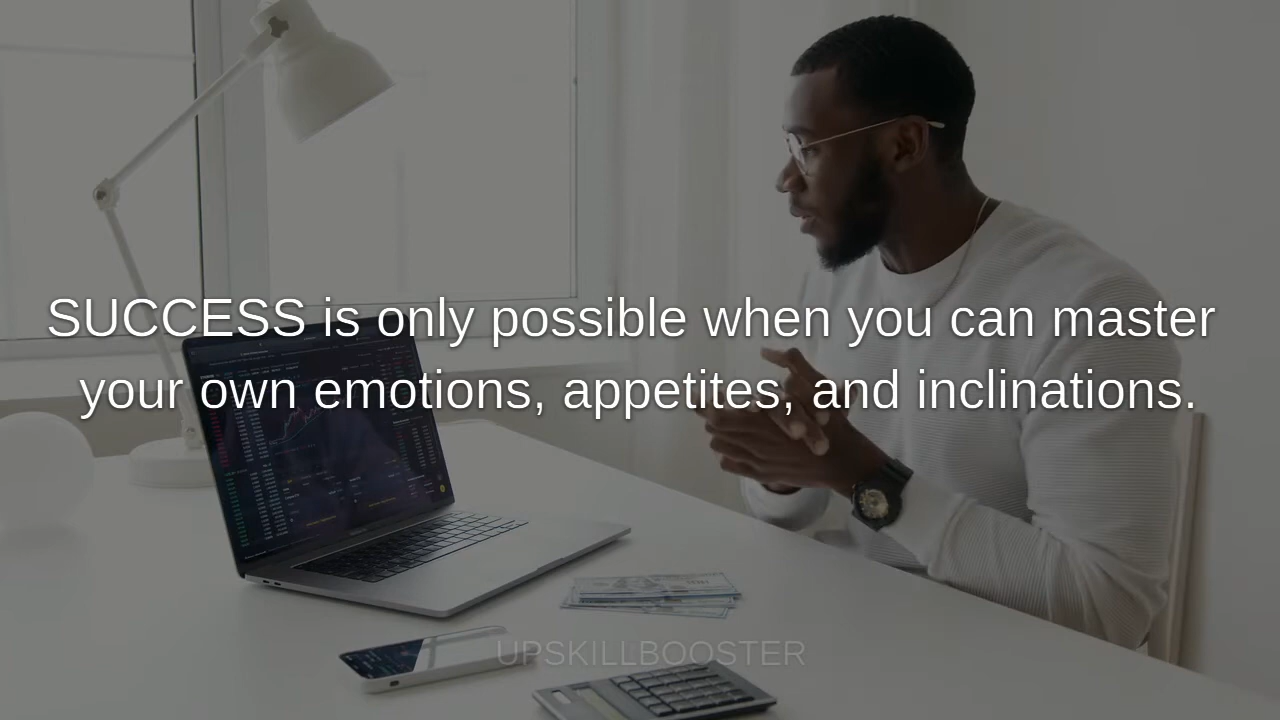 SUCCESS is only possible when you can master
your own emotions, appetites, and inclinations.
UPSKILLBOOSTER